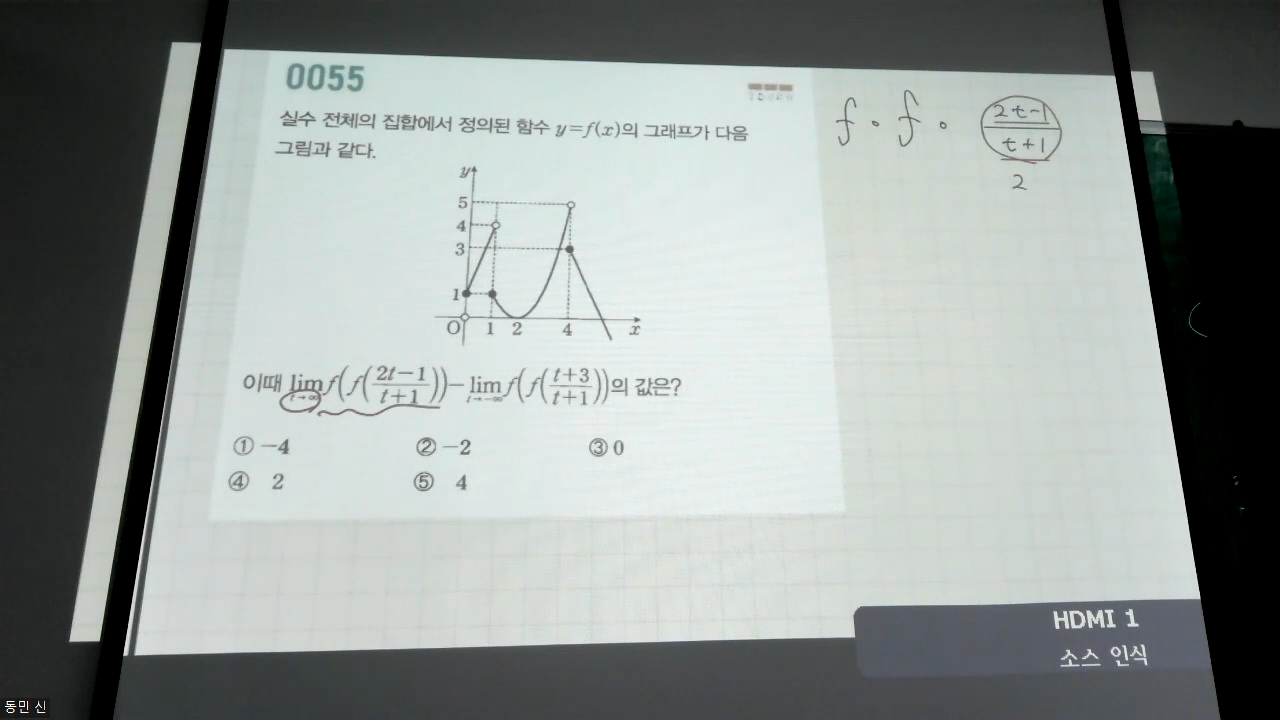 0055
실수 전체의 집합에서 정의된 함수 y=f(x)의 그래프가 다음
그림과 같다.
y
5
4
3
1
O 1 2 4 x
이때 lim t→∞ f(f((2t-1)/(t+1))) - lim t→-∞ f(f((t+3)/(t+1)))의 값은?
① -4 ② -2 ③ 0
④ 2 ⑤ 4
f∘f∘ (2t-1)/(t+1)
2
HDMI 1
소스 인식
동민 신